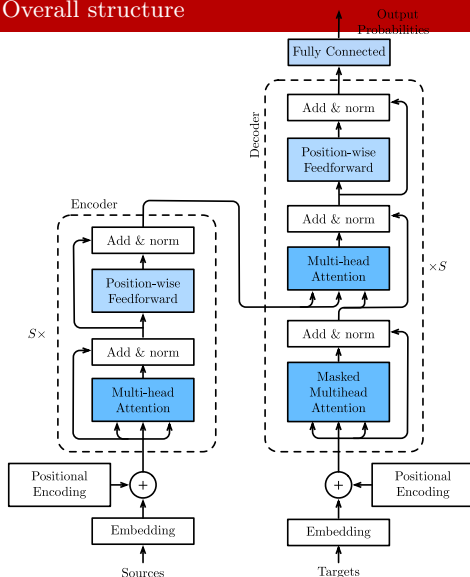 Overall structure
Output
Probabilities
Fully Connected
Decoder
Add & norm
Position-wise
Feedforward
Add & norm
Multi-head
Attention
×S
Add & norm
Masked
Multihead
Attention
Positional
Encoding
+
Embedding
Targets
Encoder
Add & norm
Position-wise
Feedforward
S×
Add & norm
Multi-head
Attention
Positional
Encoding
+
Embedding
Sources